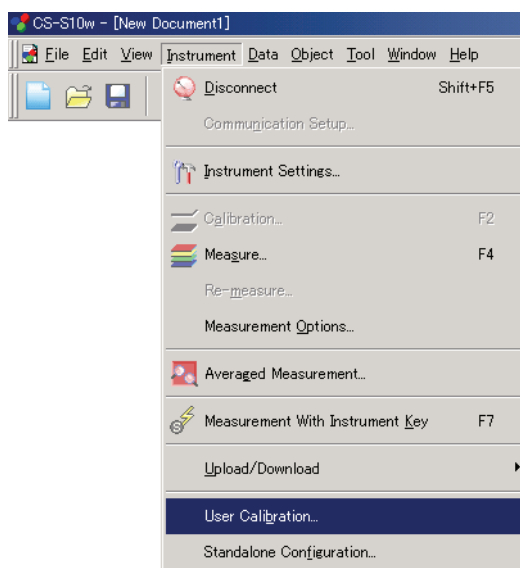 CS-S10w - [New Document1]
File Edit View Instrument Data Object Tool Window Help
Disconnect Shift+F5
Communication Setup...
Instrument Settings...
Calibration... F2
Measure... F4
Re-measure...
Measurement Options...
Averaged Measurement...
Measurement With Instrument Key F7
Upload/Download
User Calibration...
Standalone Configuration...